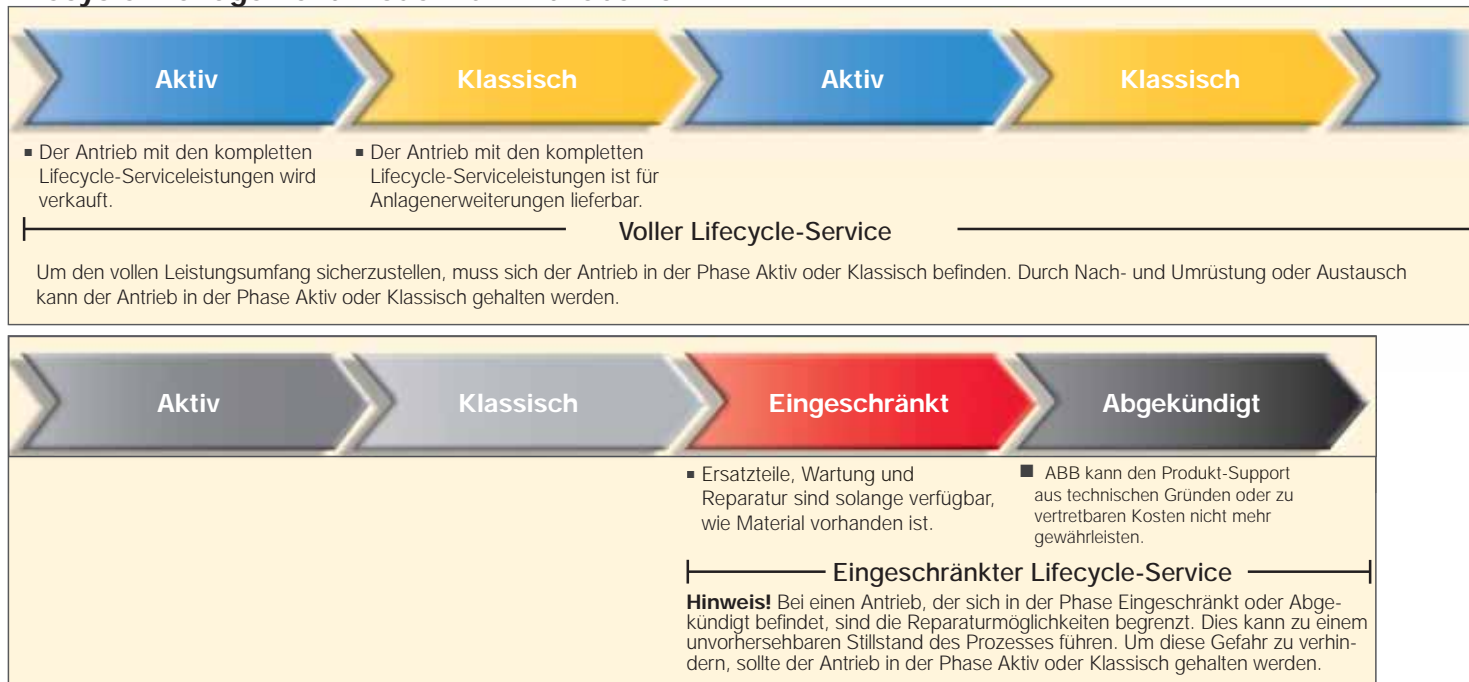 Aktiv
Klassisch
Aktiv
Klassisch
▪ Der Antrieb mit den kompletten
Lifecycle-Serviceleistungen wird
verkauft.
▪ Der Antrieb mit den kompletten
Lifecycle-Serviceleistungen ist für
Anlagenerweiterungen lieferbar.
Voller Lifecycle-Service
Um den vollen Leistungsumfang sicherzustellen, muss sich der Antrieb in der Phase Aktiv oder Klassisch befinden. Durch Nach- und Umrüstung oder Austausch
kann der Antrieb in der Phase Aktiv oder Klassisch gehalten werden.
Aktiv
Klassisch
Eingeschränkt
Abgekündigt
▪ Ersatzteile, Wartung und
Reparatur sind solange verfügbar,
wie Material vorhanden ist.
■ ABB kann den Produkt-Support
aus technischen Gründen oder zu
vertretbaren Kosten nicht mehr
gewährleisten.
Eingeschränkter Lifecycle-Service
Hinweis! Bei einen Antrieb, der sich in der Phase Eingeschränkt oder Abge-
kündigt befindet, sind die Reparaturmöglichkeiten begrenzt. Dies kann zu einem
unvorhersehbaren Stillstand des Prozesses führen. Um diese Gefahr zu verhin-
dern, sollte der Antrieb in der Phase Aktiv oder Klassisch gehalten werden.